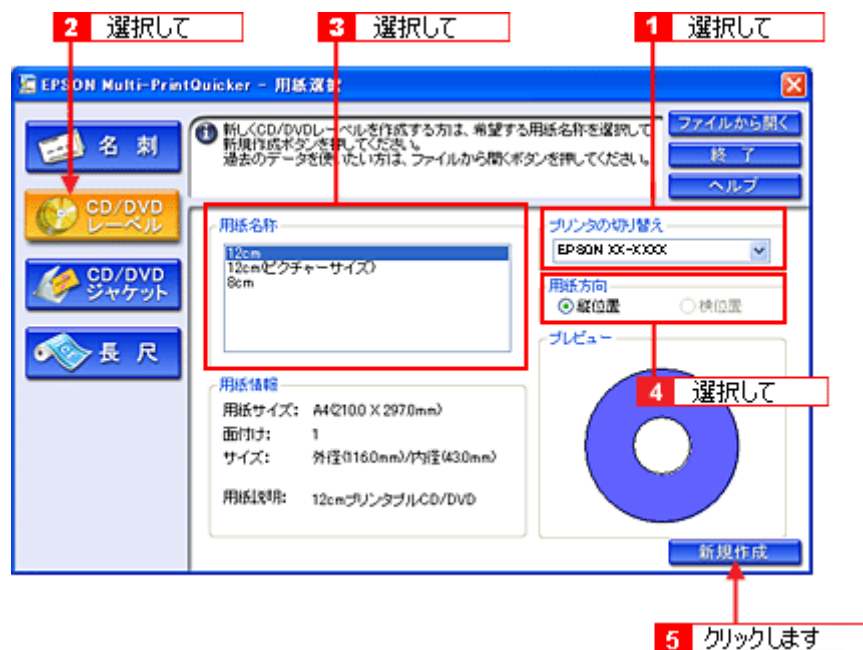 2 選択して
3 選択して
1 選択して
EPSON Multi-PrintQuicker - 用紙選択
名 刺
新しくCD/DVDレーベルを作成する方は、希望する用紙名称を選択して
新規作成ボタンを押してください。
過去のデータを使いたい方は、ファイルから開くボタンを押してください。
ファイルから開く
終 了
ヘルプ
CD/DVD
レーベル
CD/DVD
ジャケット
長 尺
用紙名称
12cm
12cm(ピクチャーサイズ)
8cm
プリンタの切り替え
EPSON XX-XXXX
用紙方向
縦位置
横位置
プレビュー
4 選択して
用紙情報
用紙サイズ: A4(210.0 X 297.0mm)
面付け: 1
サイズ: 外径(116.0mm)/内径(43.0mm)
用紙説明: 12cmプリンタブルCD/DVD
新規作成
5 クリックします